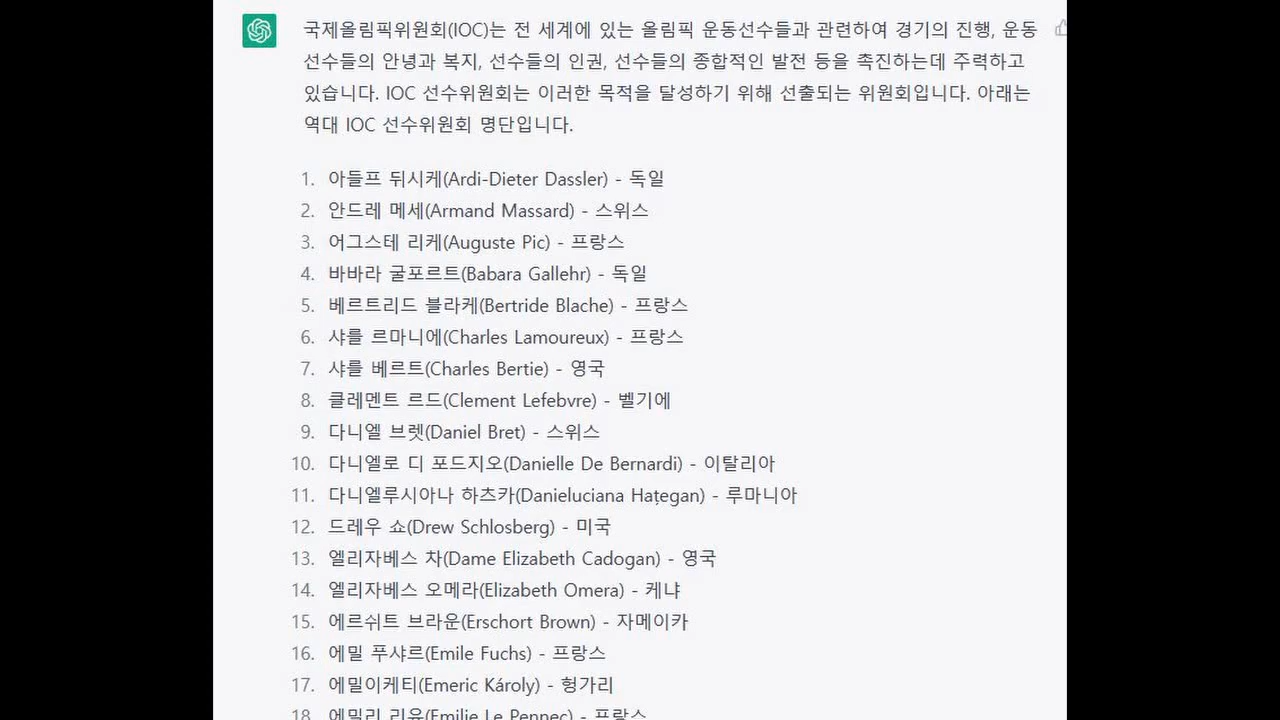 국제올림픽위원회(IOC)는 전 세계에 있는 올림픽 운동선수들과 관련하여 경기의 진행, 운동
선수들의 안녕과 복지, 선수들의 인권, 선수들의 종합적인 발전 등을 촉진하는데 주력하고
있습니다. IOC 선수위원회는 이러한 목적을 달성하기 위해 선출되는 위원회입니다. 아래는
역대 IOC 선수위원회 명단입니다.
1. 아들프 뒤시케(Ardi-Dieter Dassler) - 독일
2. 안드레 메세(Armand Massard) - 스위스
3. 어그스테 리케(Auguste Pic) - 프랑스
4. 바바라 굴포르트(Babara Gallehr) - 독일
5. 베르트리드 블라케(Bertride Blache) - 프랑스
6. 샤를 르마니에(Charles Lamoureux) - 프랑스
7. 샤를 베르트(Charles Bertie) - 영국
8. 클레멘트 르드(Clement Lefebvre) - 벨기에
9. 다니엘 브렛(Daniel Bret) - 스위스
10. 다니엘로 디 포드지오(Danielle De Bernardi) - 이탈리아
11. 다니엘루시아나 하츠카(Danieluciana Hațegan) - 루마니아
12. 드레우 쇼(Drew Schlosberg) - 미국
13. 엘리자베스 차(Dame Elizabeth Cadogan) - 영국
14. 엘리자베스 오메라(Elizabeth Omera) - 케냐
15. 에르쉬트 브라운(Erschort Brown) - 자메이카
16. 에밀 푸샤르(Emile Fuchs) - 프랑스
17. 에밀이케티(Emeric Károly) - 헝가리
18. 에밀리 리유(Emilie Le Pennec) - 프랑스